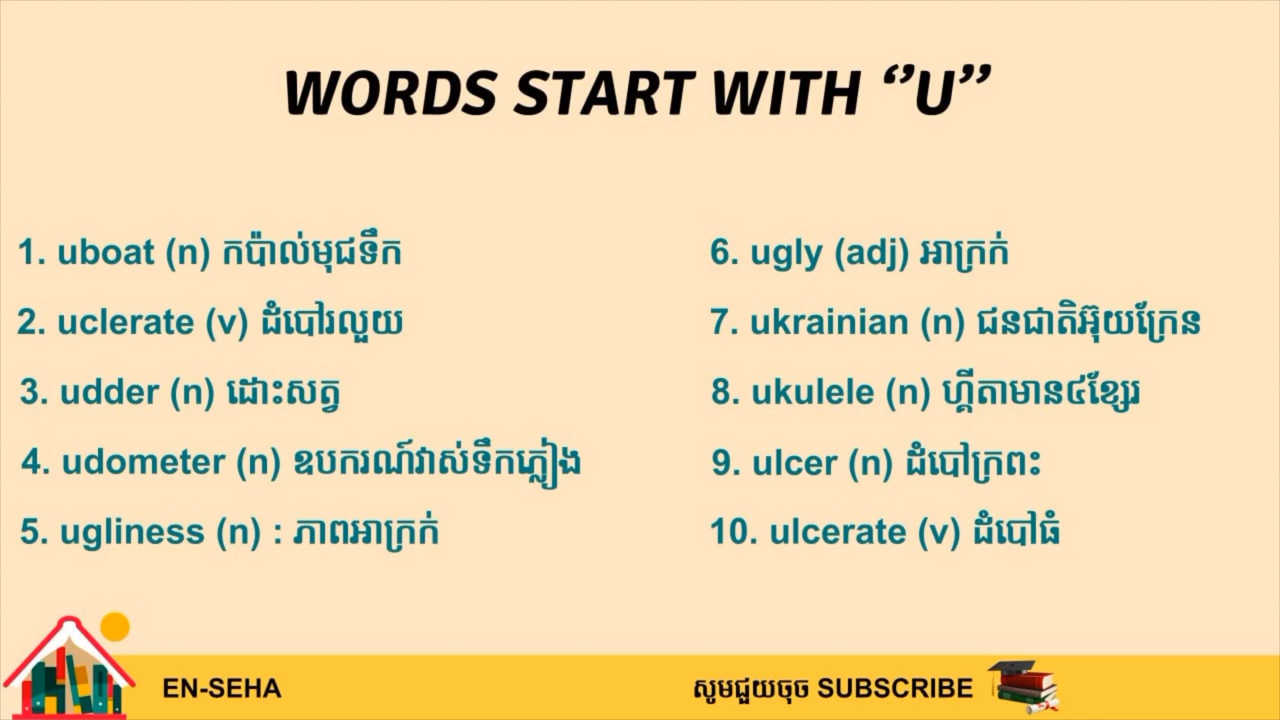 WORDS START WITH ‘’U’’
1. uboat (n) កប៉ាល់មុជទឹក
2. uclerate (v) ដំបៅរលួយ
3. udder (n) ដោះសត្វ
4. udometer (n) ឧបករណ៍វាស់ទឹកភ្លៀង
5. ugliness (n) : ភាពអាក្រក់
6. ugly (adj) អាក្រក់
7. ukrainian (n) ជនជាតិអ៊ុយក្រែន
8. ukulele (n) ហ្គីតាមាន៤ខ្សែរ
9. ulcer (n) ដំបៅក្រពះ
10. ulcerate (v) ដំបៅធំ
EN-SEHA
សូមជួយចុច SUBSCRIBE